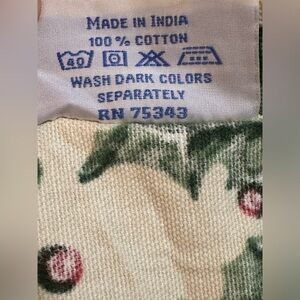 MADE IN INDIA
100 % COTTON
40
WASH DARK COLORS
SEPARATELY
RN 75343